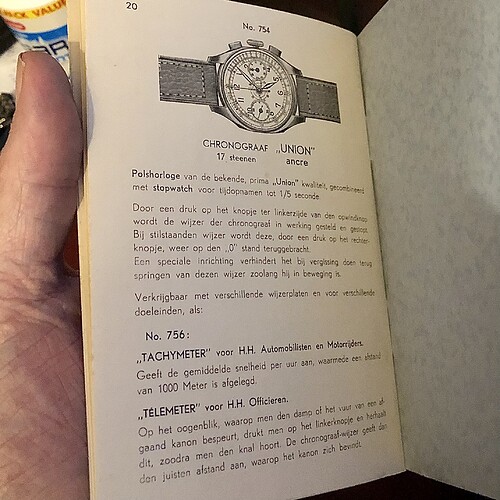 20
No. 754
CHRONOGRAAF „UNION"
17 steenen ancre
Polshorloge van de bekende, prima „Union" kwaliteit, gecombineerd
met stopwatch voor tijdopnamen tot 1/5 seconde
Door een druk op het knopje ter linkerzijde van den opwindknop
wordt de wijzer der chronograaf in werking gesteld en gestopt.
Bij stilstaanden wijzer wordt deze, door een druk op het rechter-
knopje, weer op den „0" stand teruggebracht.
Een speciale inrichting verhindert het bij vergissing doen terug
springen van dezen wijzer zoolang hij in beweging is.
Verkrijgbaar met verschillende wijzerplaten en voor verschillende
doeleinden, als:
No. 756:
„TACHYMETER" voor H.H. Automobilisten en Motorrijders.
Geeft de gemiddelde snelheid per uur aan, waarmede een afstand
van 1000 Meter is afgelegd.
„TÉLEMETER" voor H.H. Officieren.
Op het oogenblik, waarop men den damp of het vuur van een af-
gaand kanon bespeurt, drukt men op het linkerknopje en herhaalt
dit, zoodra men den knal hoort. De chronograaf-wijzer geeft dan
den juisten afstand aan, waarop het kanon zich bevindt.